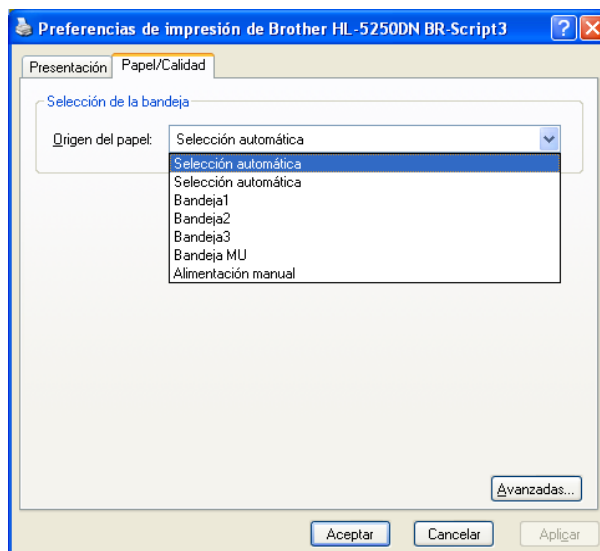 Preferencias de impresión de Brother HL-5250DN BR-Script3
Presentación Papel/Calidad
Selección de la bandeja
Origen del papel: Selección automática
Selección automática
Selección automática
Bandeja1
Bandeja2
Bandeja3
Bandeja MU
Alimentación manual
Avanzadas...
Aceptar Cancelar Aplicar